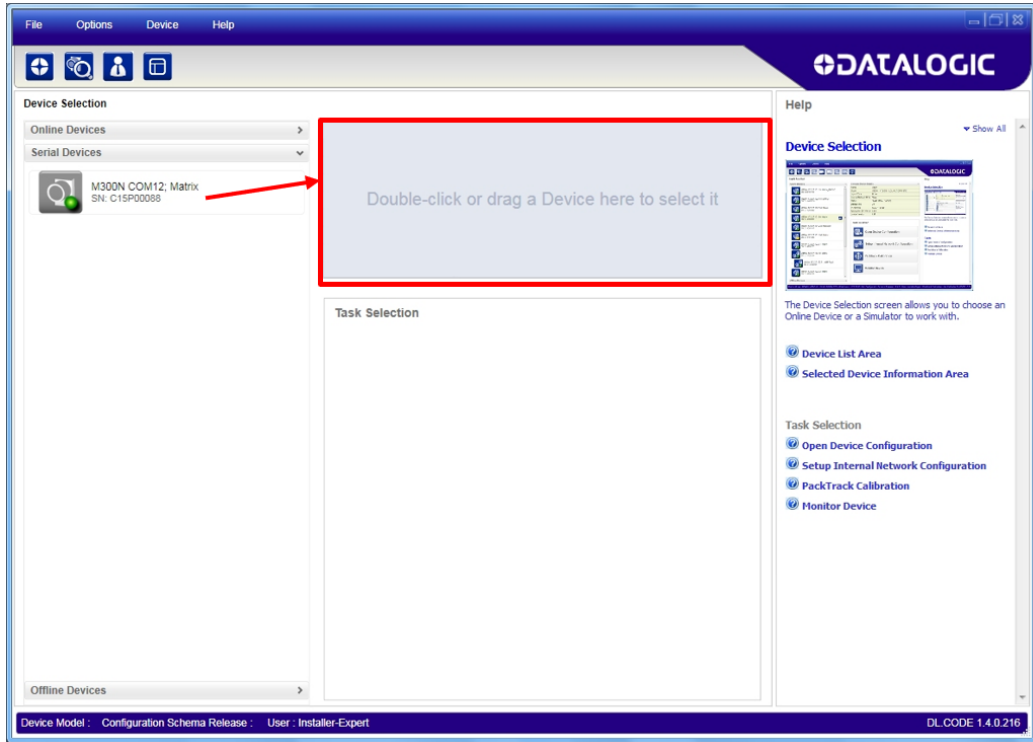 File Options Device Help
DATALOGIC
Device Selection
Online Devices
Serial Devices
M300N COM12; Matrix
SN: C15P00088
Offline Devices
Double-click or drag a Device here to select it
Task Selection
Help
Show All
Device Selection
DATALOGIC
The Device Selection screen allows you to choose an
Online Device or a Simulator to work with.
Device List Area
Selected Device Information Area
Task Selection
Open Device Configuration
Setup Internal Network Configuration
PackTrack Calibration
Monitor Device
Device Model : Configuration Schema Release : User : Installer-Expert
DL.CODE 1.4.0.216